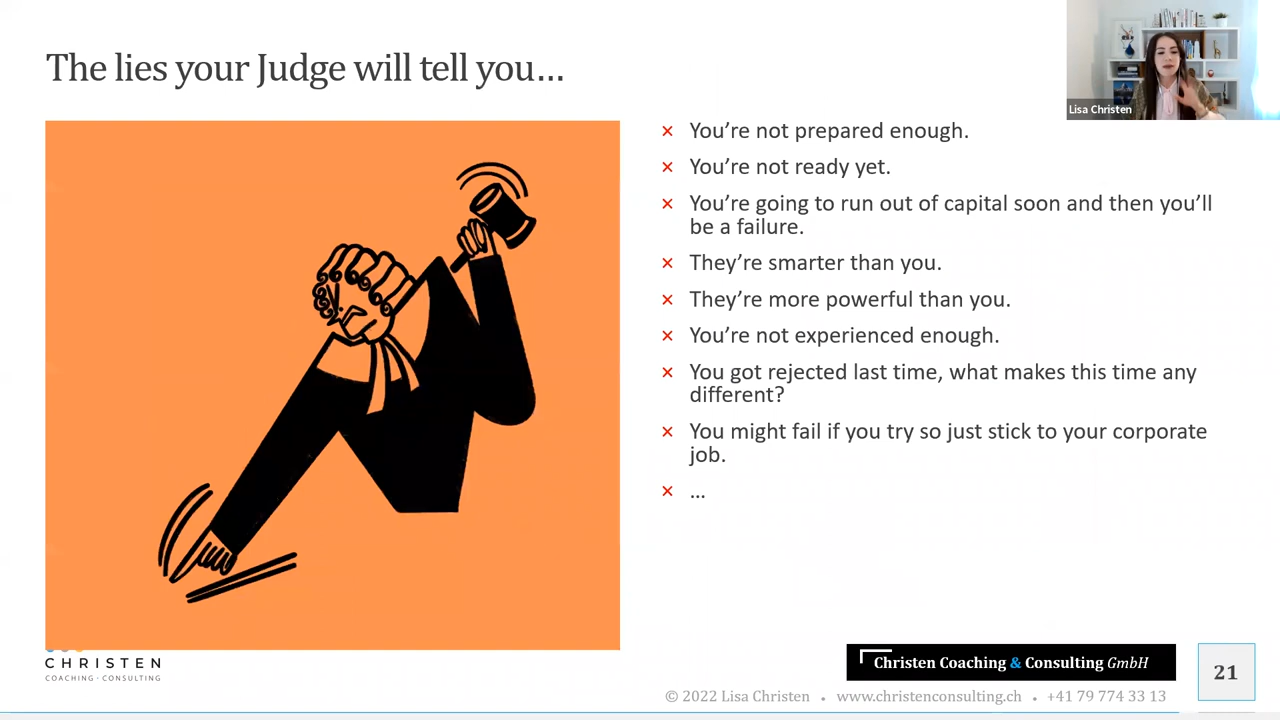 The lies your Judge will tell you…
Lisa Christen
× You’re not prepared enough.
× You’re not ready yet.
× You’re going to run out of capital soon and then you’ll
be a failure.
× They’re smarter than you.
× They’re more powerful than you.
× You’re not experienced enough.
× You got rejected last time, what makes this time any
different?
× You might fail if you try so just stick to your corporate
job.
× …
CHRISTEN
COACHING · CONSULTING
Christen Coaching & Consulting GmbH
21
© 2022 Lisa Christen • www.christenconsulting.ch • +41 79 774 33 13